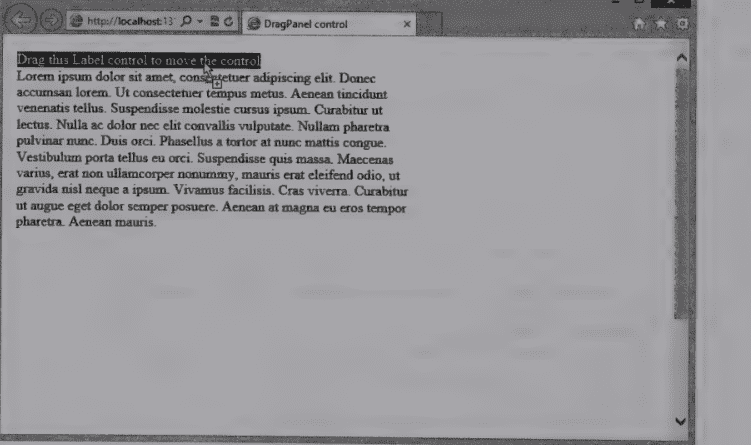 http://localhost:13
DragPanel control
Drag this Label control to move the control
Lorem ipsum dolor sit amet, consectetuer adipiscing elit. Donec
accumsan lorem. Ut consectetuer tempus metus. Aenean tincidunt
venenatis tellus. Suspendisse molestie cursus ipsum. Curabitur ut
lectus. Nulla ac dolor nec elit convallis vulputate. Nullam pharetra
pulvinar nunc. Duis orci. Phasellus a tortor at nunc mattis congue.
Vestibulum porta tellus eu orci. Suspendisse quis massa. Maecenas
varius, erat non ullamcorper nonummy, mauris erat eleifend odio, ut
gravida nisl neque a ipsum. Vivamus facilisis. Cras viverra. Curabitur
ut augue eget dolor semper posuere. Aenean at magna eu eros tempor
pharetra. Aenean mauris.